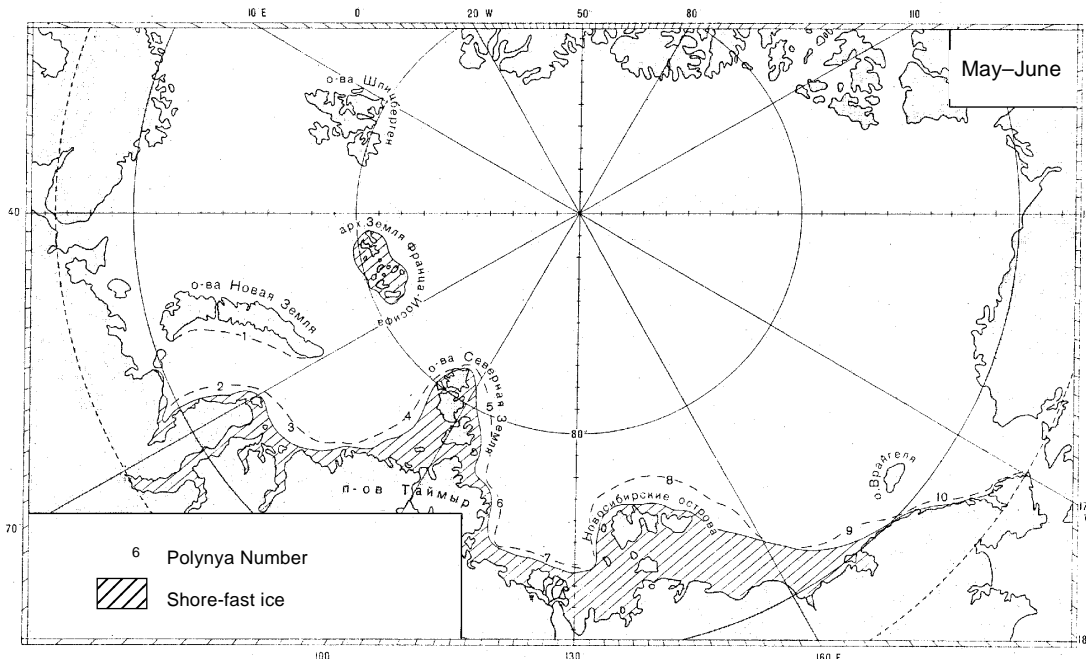 10 E 0 20 W 50° 80 110
May–June
о-ва Шпицберген
40
арх. Земля Франца-Иосифа
о-ва Новая Земля
1
о-ва Северная Земля
2
3
4
5
80°
о. Врангеля
п-ов Таймыр
6
Новосибирские острова
8
10
17
70
9
7
6 Polynya Number
Shore-fast ice
100 130 160 E 18